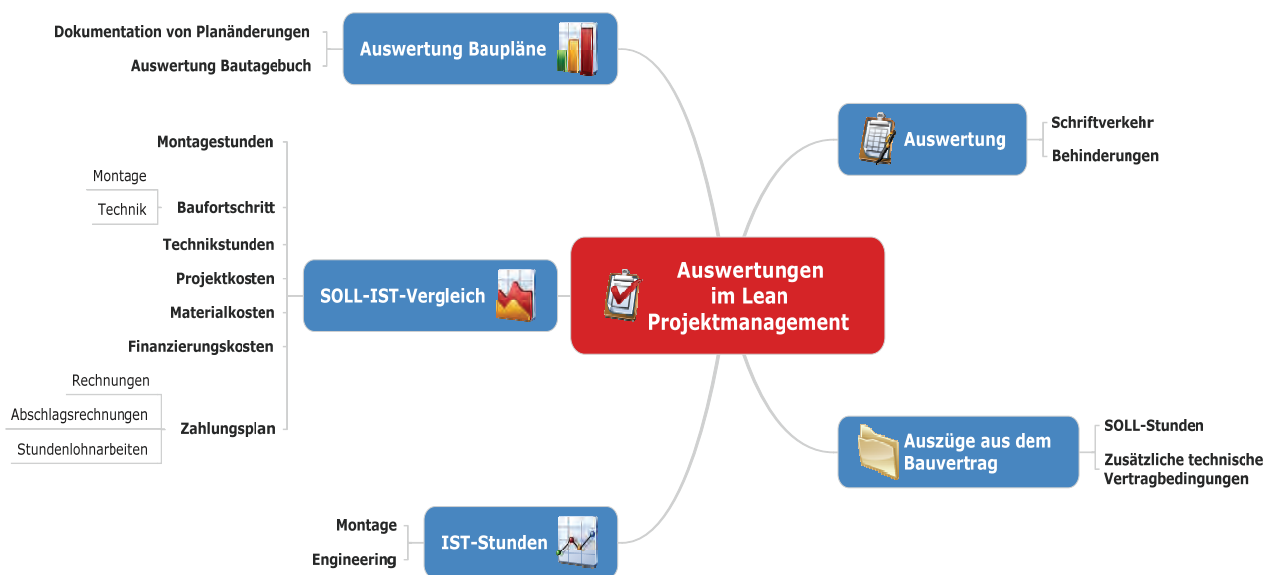 Dokumentation von Planänderungen
Auswertung Bautagebuch
Auswertung Baupläne
Auswertung
Schriftverkehr
Behinderungen
Montagestunden
Montage
Technik
Baufortschritt
Technikstunden
Projektkosten
Materialkosten
Finanzierungskosten
Rechnungen
Abschlagsrechnungen
Stundenlohnarbeiten
Zahlungsplan
SOLL-IST-Vergleich
Auswertungen
im Lean
Projektmanagement
Auszüge aus dem
Bauvertrag
SOLL-Stunden
Zusätzliche technische
Vertragbedingungen
Montage
Engineering
IST-Stunden